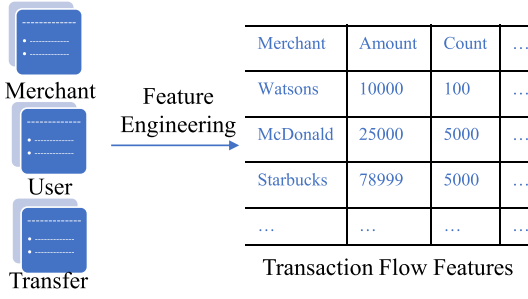 Merchant
User
Transfer
Feature
Engineering
Merchant Amount Count ...
Watsons 10000 100 ...
McDonald 25000 5000 ...
Starbucks 78999 5000 ...
... ... ... ...
Transaction Flow Features